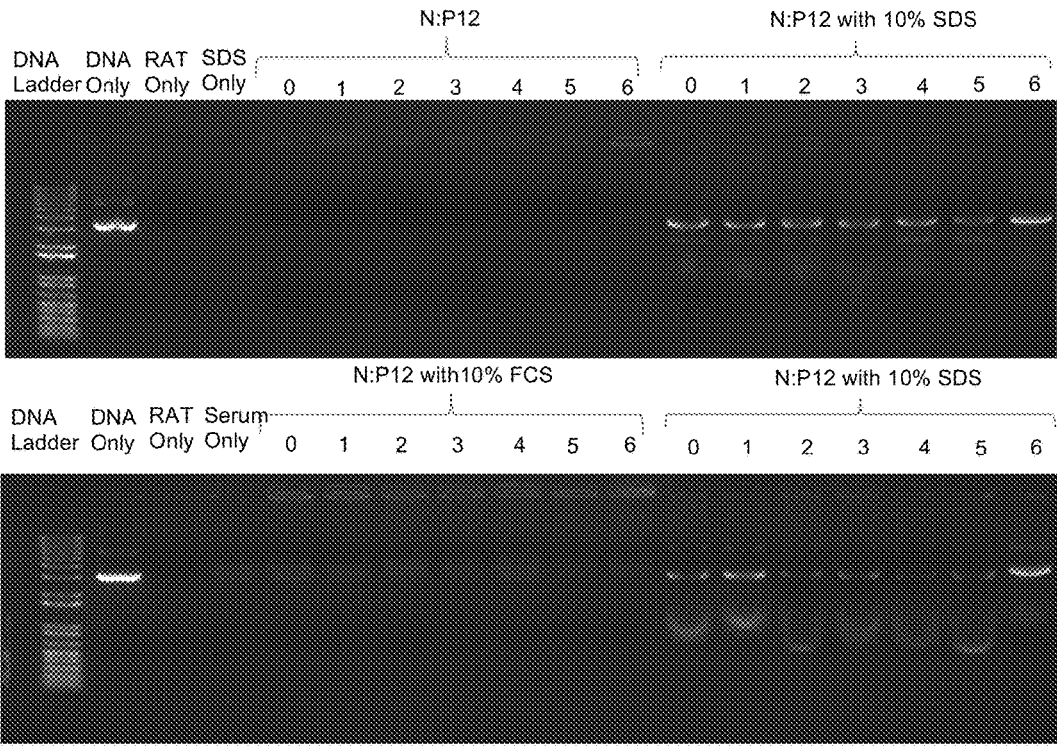 N:P12 N:P12 with 10% SDS
DNA DNA RAT SDS
Ladder Only Only Only 0 1 2 3 4 5 6 0 1 2 3 4 5 6
N:P12 with10% FCS N:P12 with 10% SDS
DNA DNA RAT Serum
Ladder Only Only Only 0 1 2 3 4 5 6 0 1 2 3 4 5 6